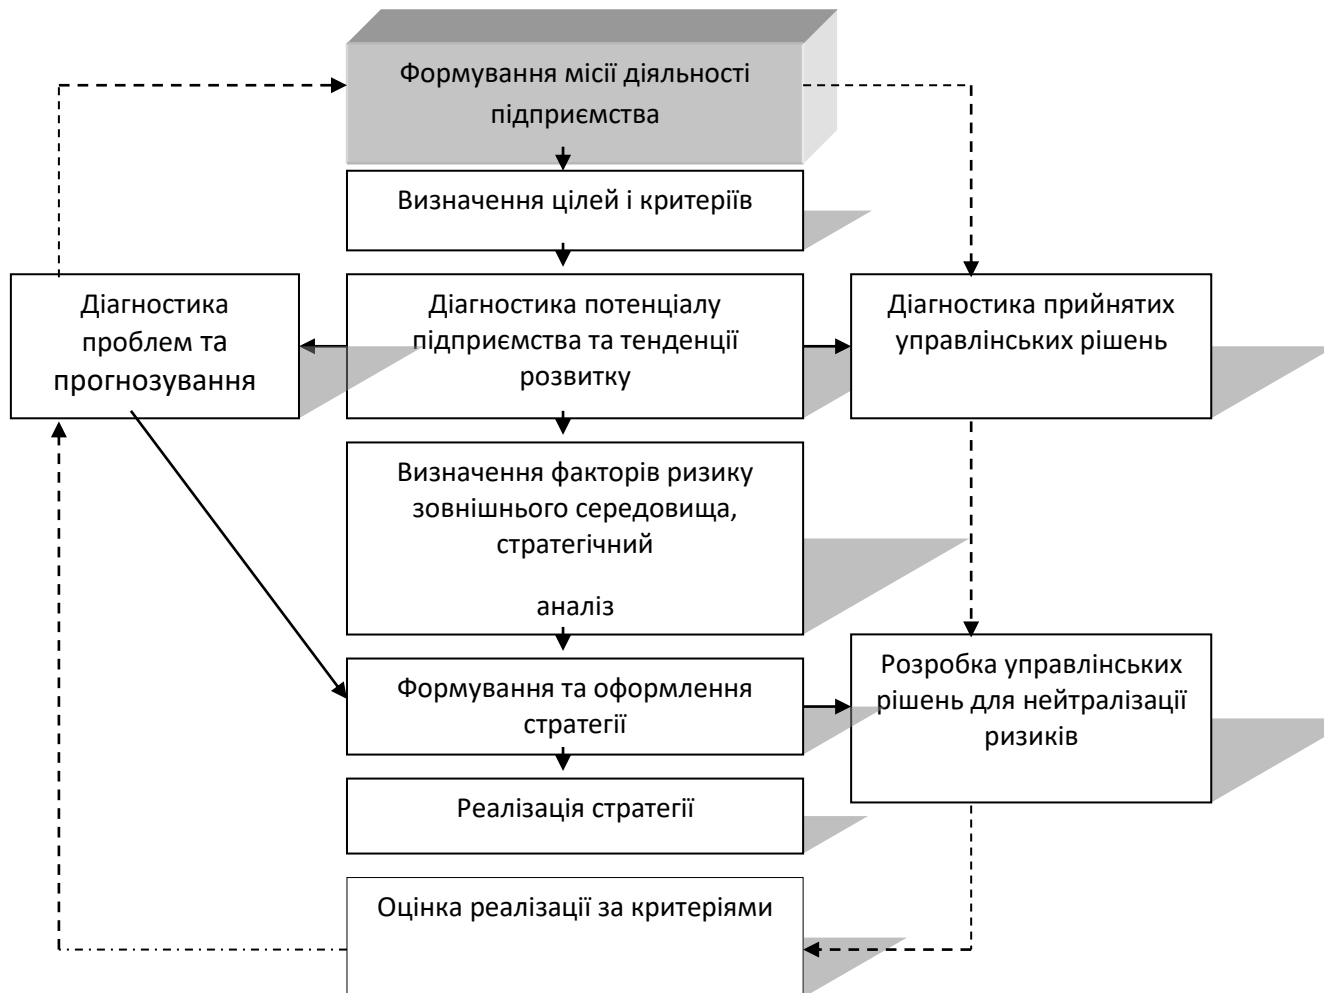 Формування місії діяльності
підприємства
Визначення цілей і критеріїв
Діагностика
проблем та
прогнозування
Діагностика потенціалу
підприємства та тенденції
розвитку
Діагностика прийнятих
управлінських рішень
Визначення факторів ризику
зовнішнього середовища,
стратегічний
аналіз
Формування та оформлення
стратегії
Розробка управлінських
рішень для нейтралізації
ризиків
Реалізація стратегії
Оцінка реалізації за критеріями